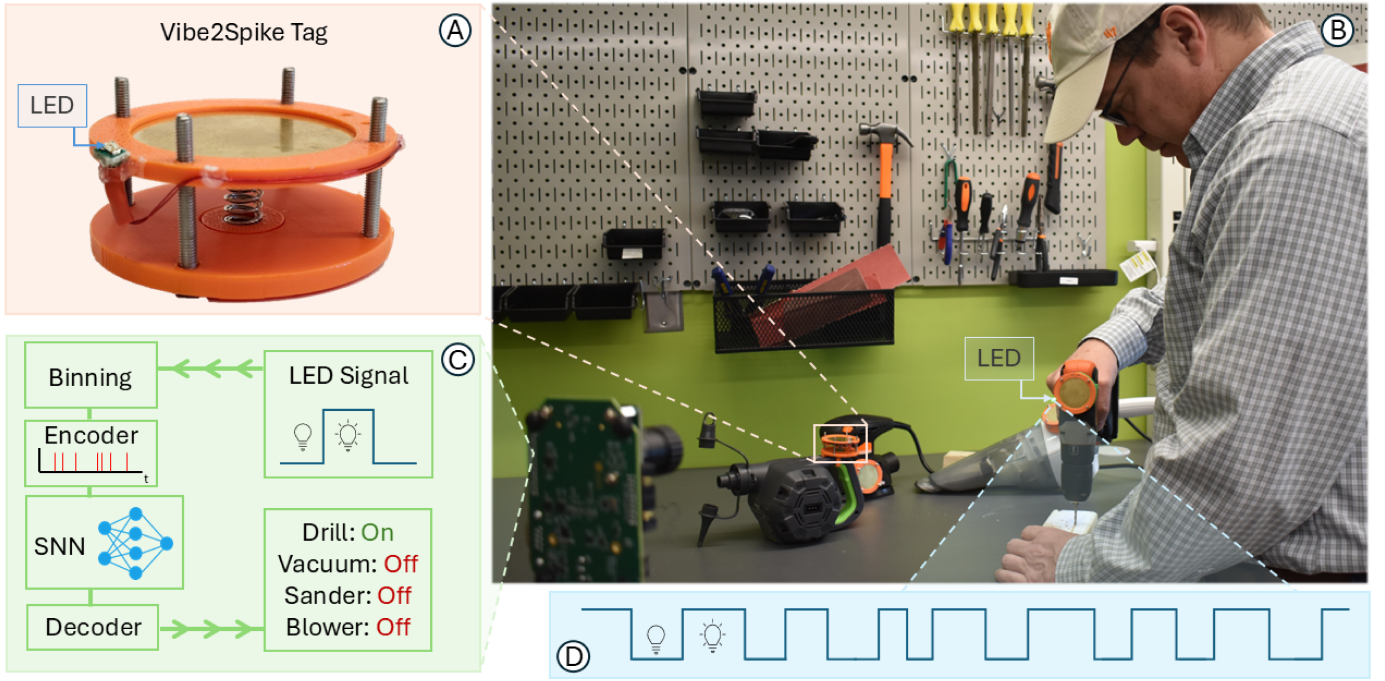 Vibe2Spike Tag
A
LED
B
LED
C
Binning
LED Signal
Encoder
t
SNN
Drill: On
Vacuum: Off
Sander: Off
Blower: Off
Decoder
D